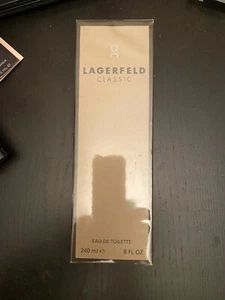 LAGERFELD
CLASSIC
EAU DE TOILETTE
240 ml ℮ 8 FL OZ